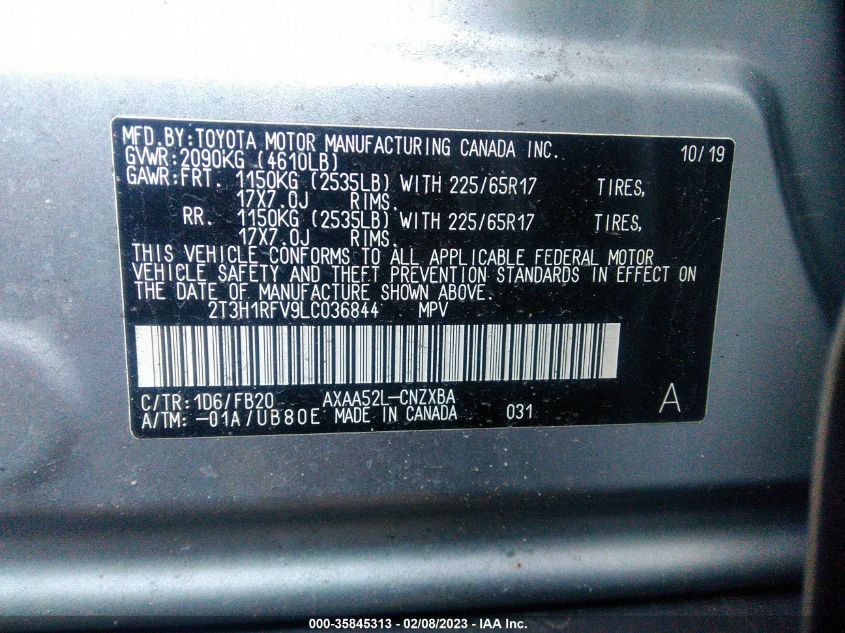 MFD.BY:TOYOTA MOTOR MANUFACTURING CANADA INC. 10/19
GVWR:2090KG (4610LB)
GAWR:FRT. 1150KG (2535LB) WITH 225/65R17 TIRES,
17X7.0J RIMS.
RR. 1150KG (2535LB) WITH 225/65R17 TIRES,
17X7.0J RIMS.
THIS VEHICLE CONFORMS TO ALL APPLICABLE FEDERAL MOTOR
VEHICLE SAFETY AND THEFT PREVENTION STANDARDS IN EFFECT ON
THE DATE OF MANUFACTURE SHOWN ABOVE.
2T3H1RFV9LC036844 MPV
C/TR:1D6/FB20 AXAA52L-CNZXBA A
A/TM:-01A/UB80E MADE IN CANADA 031
000-35845313 - 02/08/2023 - IAA Inc.